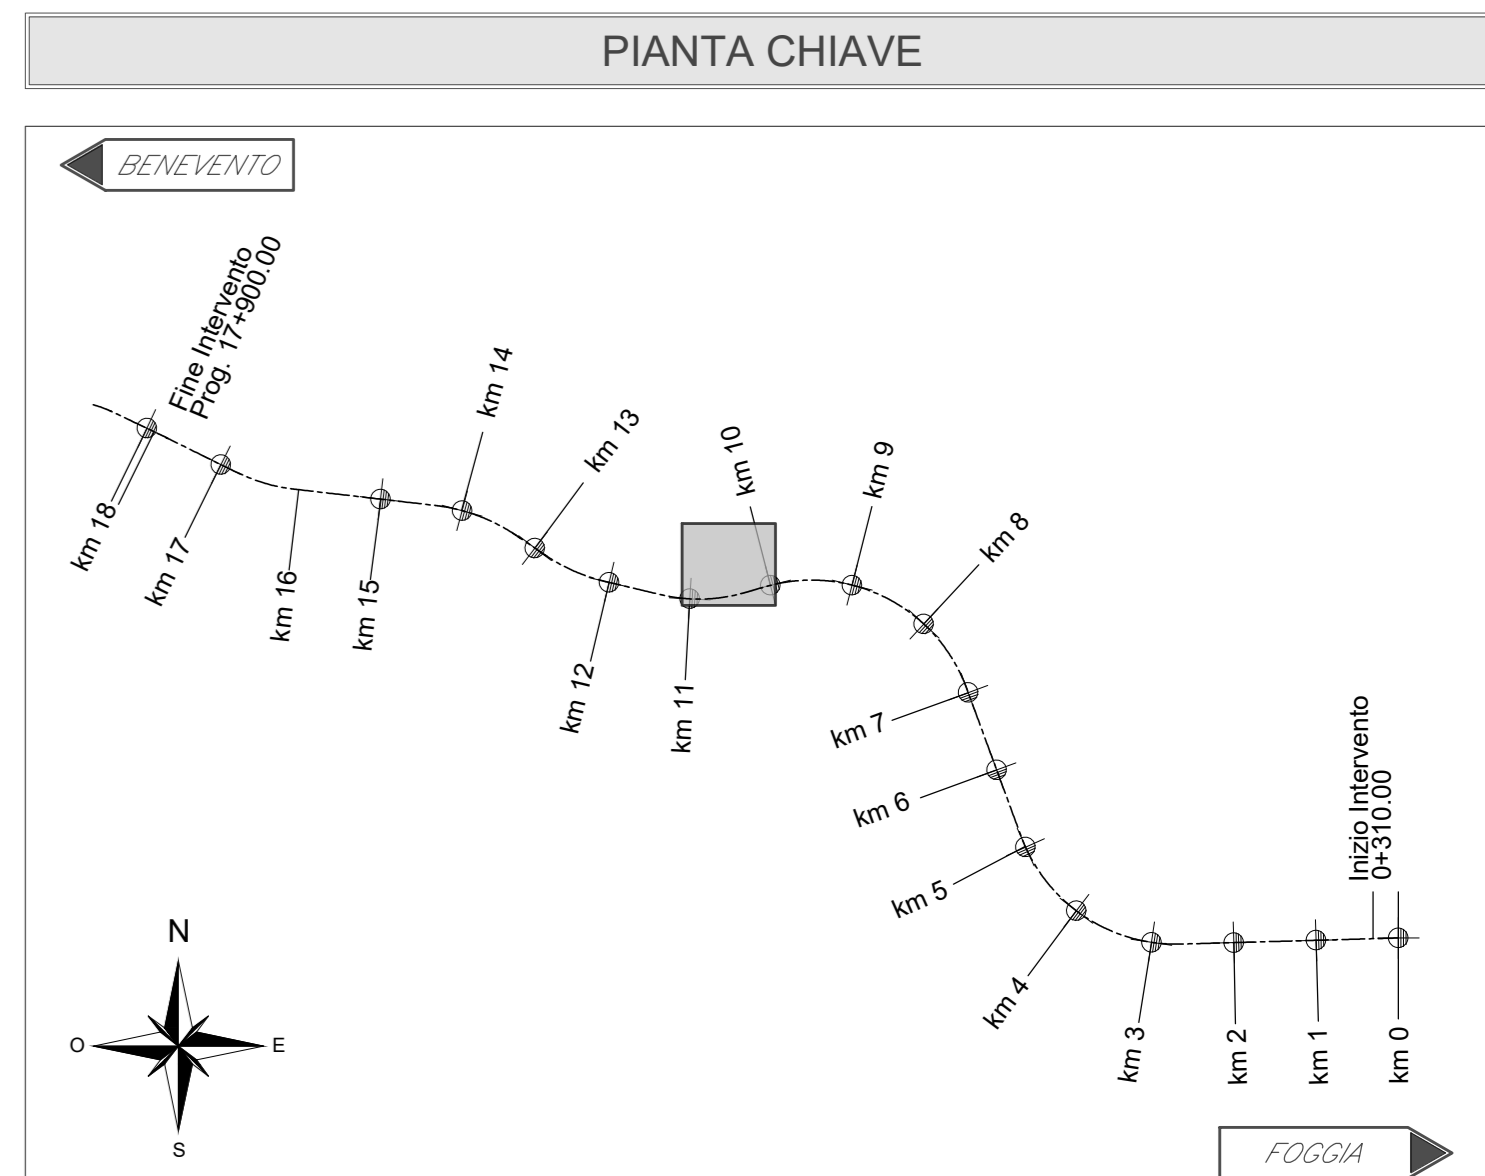 PIANTA CHIAVE
BENEVENTO
Fine Intervento
Prog. 17+900.00
km 18
km 17
km 16
km 15
km 14
km 13
km 12
km 11
km 10
km 9
km 8
km 7
km 6
km 5
km 4
km 3
km 2
km 1
km 0
Inizio Intervento
0+310.00
N
O
E
S
FOGGIA